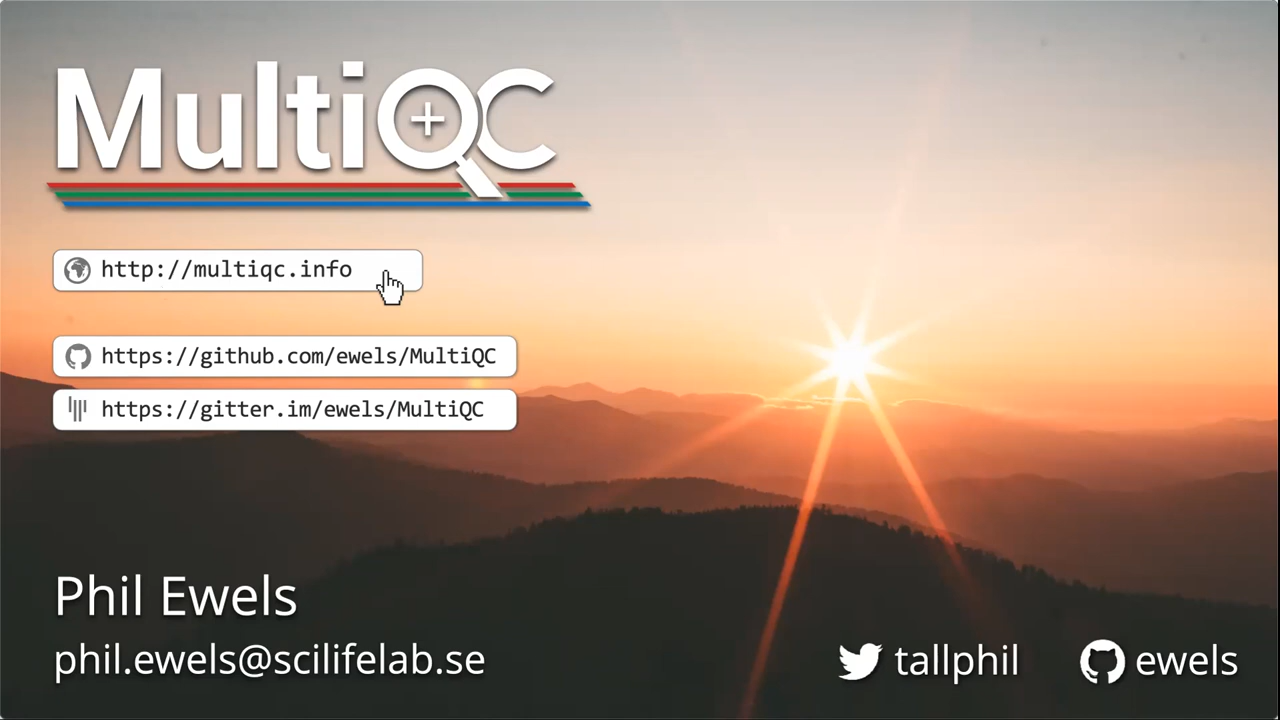 MultiQC
http://multiqc.info
https://github.com/ewels/MultiQC
https://gitter.im/ewels/MultiQC
Phil Ewels
phil.ewels@scilifelab.se
tallphil
ewels